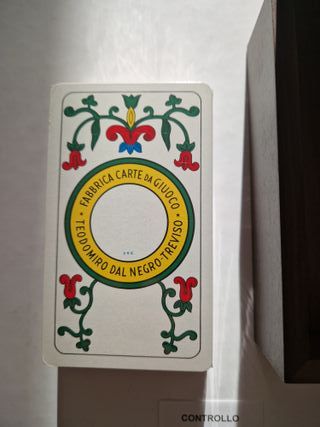 FABBRICA CARTE DA GIUOCO
TEODOMIRO DAL NEGRO-TREVISO
CONTROLLO